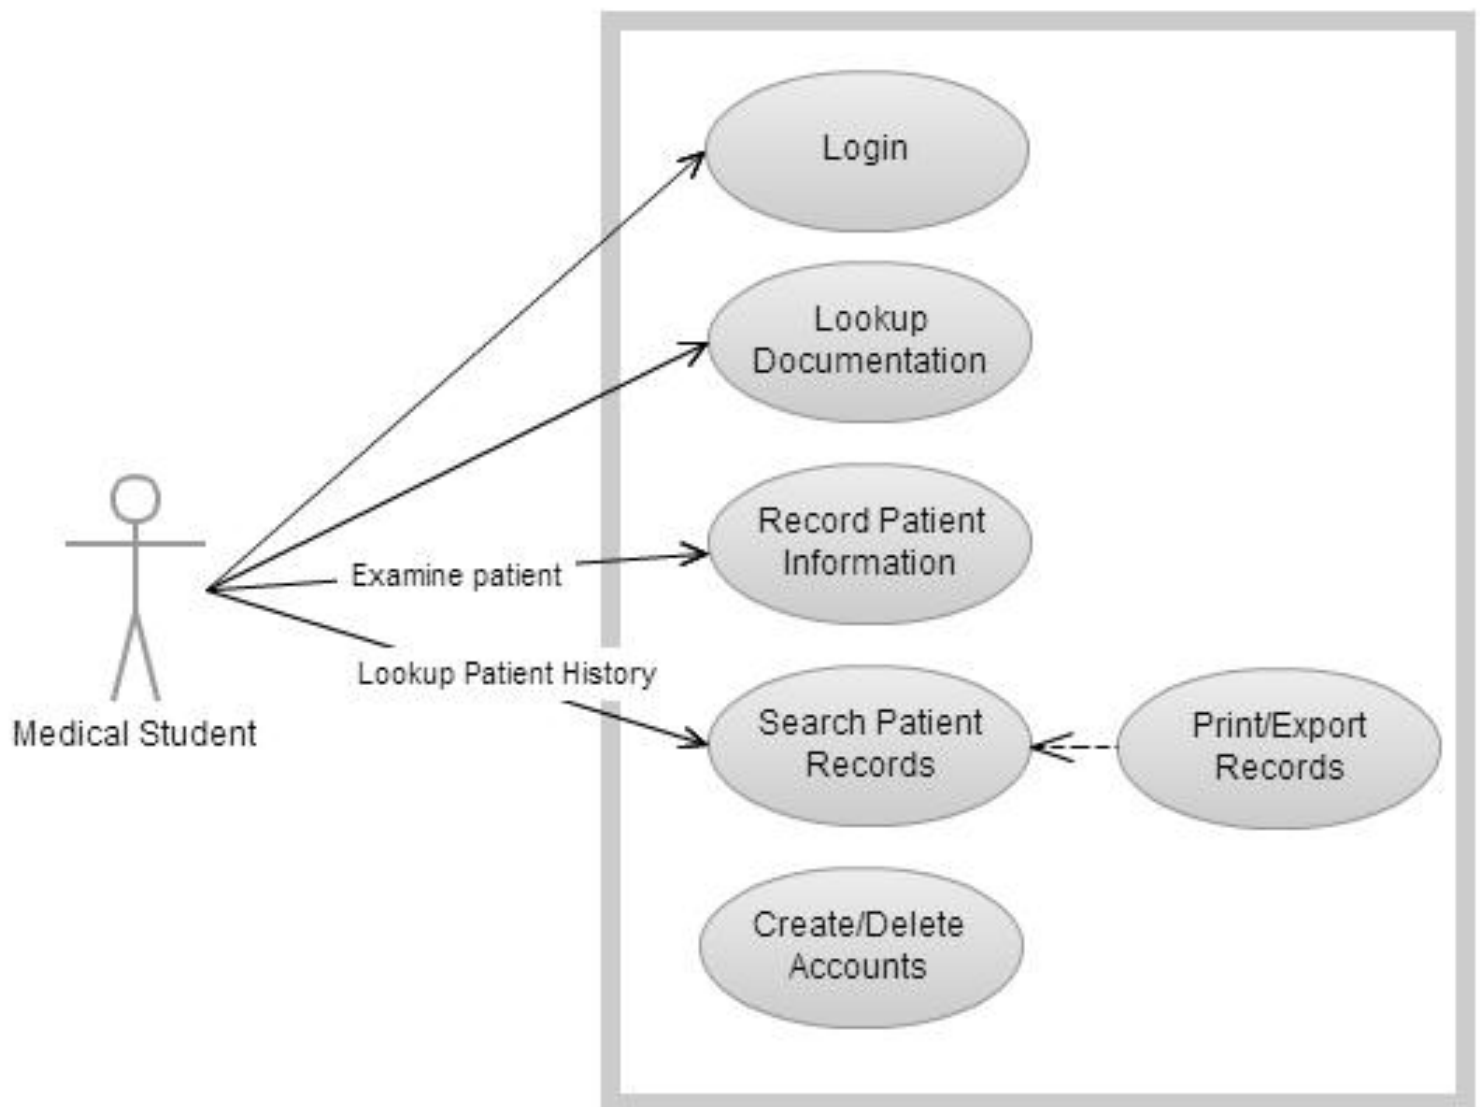 Login
Lookup
Documentation
Record Patient
Information
Examine patient
Lookup Patient History
Medical Student
Search Patient
Records
Print/Export
Records
Create/Delete
Accounts